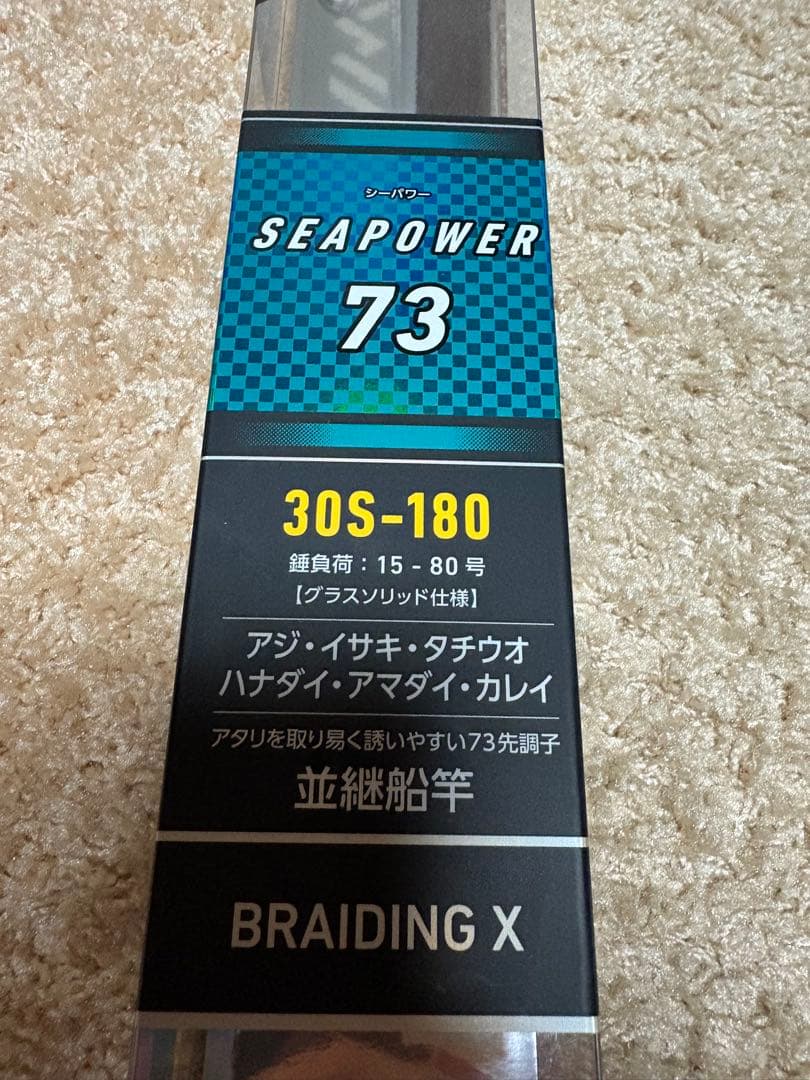 シーパワー
SEAPOWER
73
30S-180
錘負荷：15 - 80 号
【グラスソリッド仕様】
アジ・イサキ・タチウオ
ハナダイ・アマダイ・カレイ
アタリを取り易く誘いやすい73先調子
並継船竿
BRAIDING X